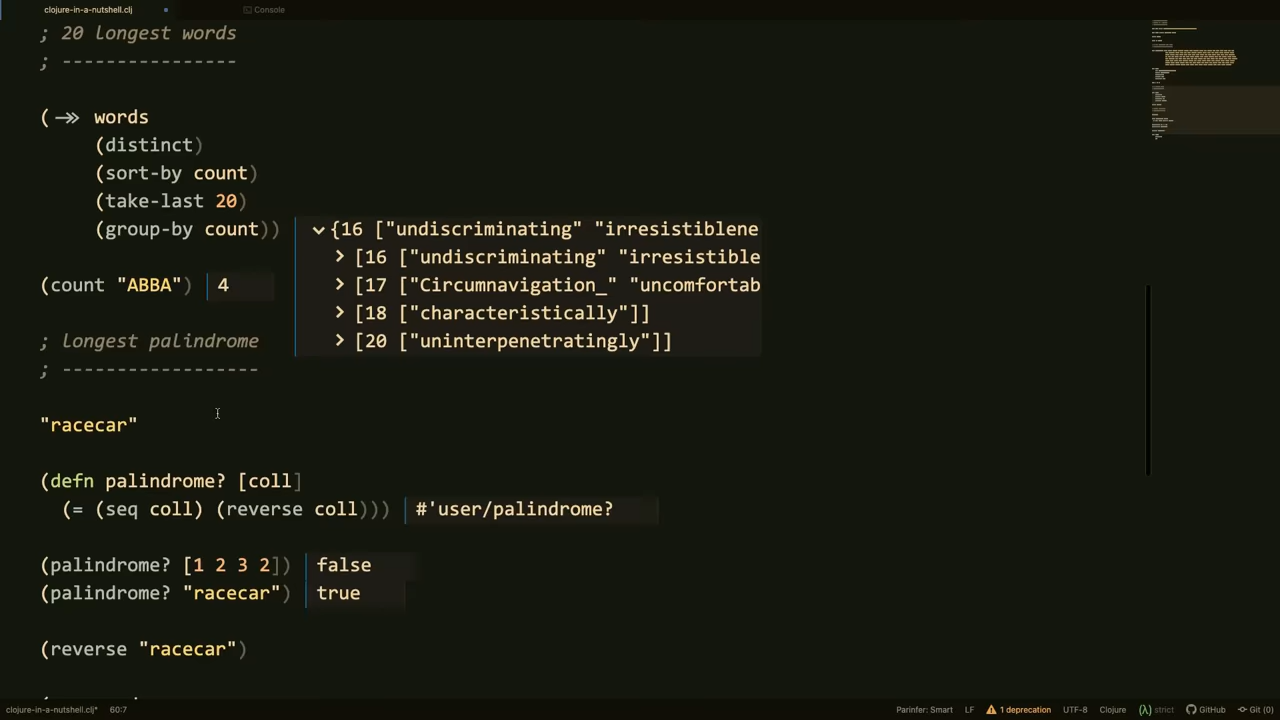 clojure-in-a-nutshell.clj
Console
; 20 longest words
; ----------------
(->> words
(distinct)
(sort-by count)
(take-last 20)
(group-by count))
{16 ["undiscriminating" "irresistiblene
[16 ["undiscriminating" "irresistible
[17 ["Circumnavigation_" "uncomfortab
[18 ["characteristically"]]
[20 ["uninterpenetratingly"]]
(count "ABBA") 4
; longest palindrome
; ------------------
"racecar"
(defn palindrome? [coll]
(= (seq coll) (reverse coll))) #'user/palindrome?
(palindrome? [1 2 3 2]) false
(palindrome? "racecar") true
(reverse "racecar")
clojure-in-a-nutshell.clj* 60:7 Parinfer: Smart LF 1 deprecation UTF-8 Clojure (λ) strict GitHub Git (0)